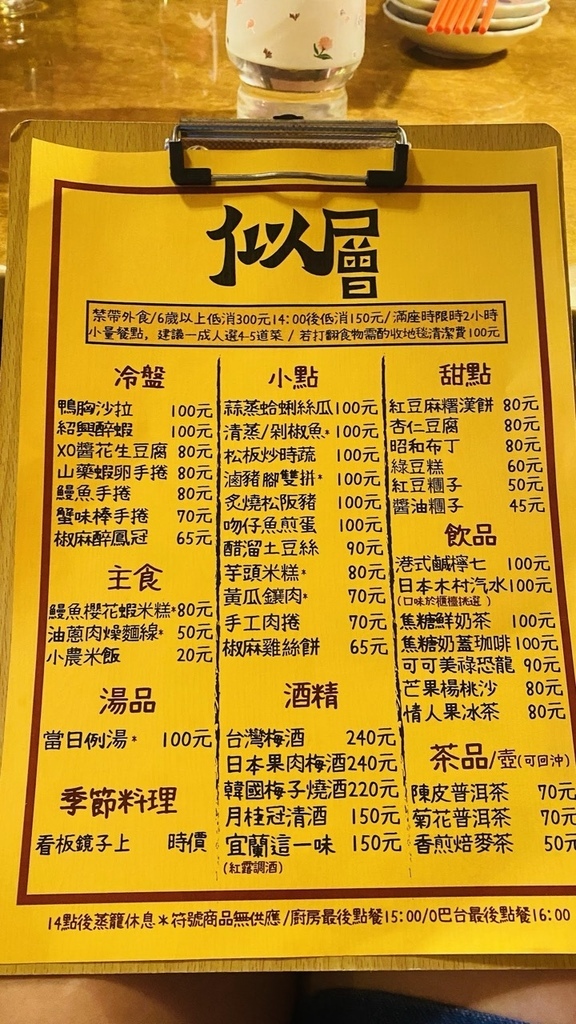 似層
禁帶外食/6歲以上低消300元14:00後低消150元/滿座時限時2小時
小量餐點，建議一成人選4-5道菜 / 若打翻食物需酌收地毯清潔費100元
冷盤
鴨胸沙拉 100元
紹興醉蝦 100元
XO醬花生豆腐 80元
山藥蝦卵手捲 80元
鰻魚手捲 80元
蟹味棒手捲 70元
椒麻醉鳳冠 65元
主食
鰻魚櫻花蝦米糕*80元
油蔥肉燥麵線* 50元
小農米飯 20元
湯品
當日例湯* 100元
季節料理
看板鏡子上 時價
小點
蒜蒸蛤蜊絲瓜100元
清蒸/剁椒魚* 100元
松板炒時蔬 100元
滷豬腳雙拼* 100元
炙燒松阪豬 100元
吻仔魚煎蛋 100元
醋溜土豆絲 90元
芋頭米糕* 80元
黃瓜鑲肉* 70元
手工肉捲 70元
椒麻雞絲餅 65元
酒精
台灣梅酒 240元
日本果肉梅酒240元
韓國梅子燒酒220元
月桂冠清酒 150元
宜蘭這一味 150元
(紅露調酒)
甜點
紅豆麻糬漢餅 80元
杏仁豆腐 80元
昭和布丁 80元
綠豆糕 60元
紅豆糰子 50元
醬油糰子 45元
飲品
港式鹹檸七 100元
日本木村汽水100元
(口味於櫃檯挑選)
焦糖鮮奶茶 100元
焦糖奶蓋珈琲100元
可可美祿恐龍 90元
芒果楊桃沙 80元
情人果冰茶 80元
茶品/壺(可回沖)
陳皮普洱茶 70元
菊花普洱茶 70元
香煎焙麥茶 50元
14點後蒸籠休息*符號商品無供應/廚房最後點餐15:00/吧台最後點餐16:00